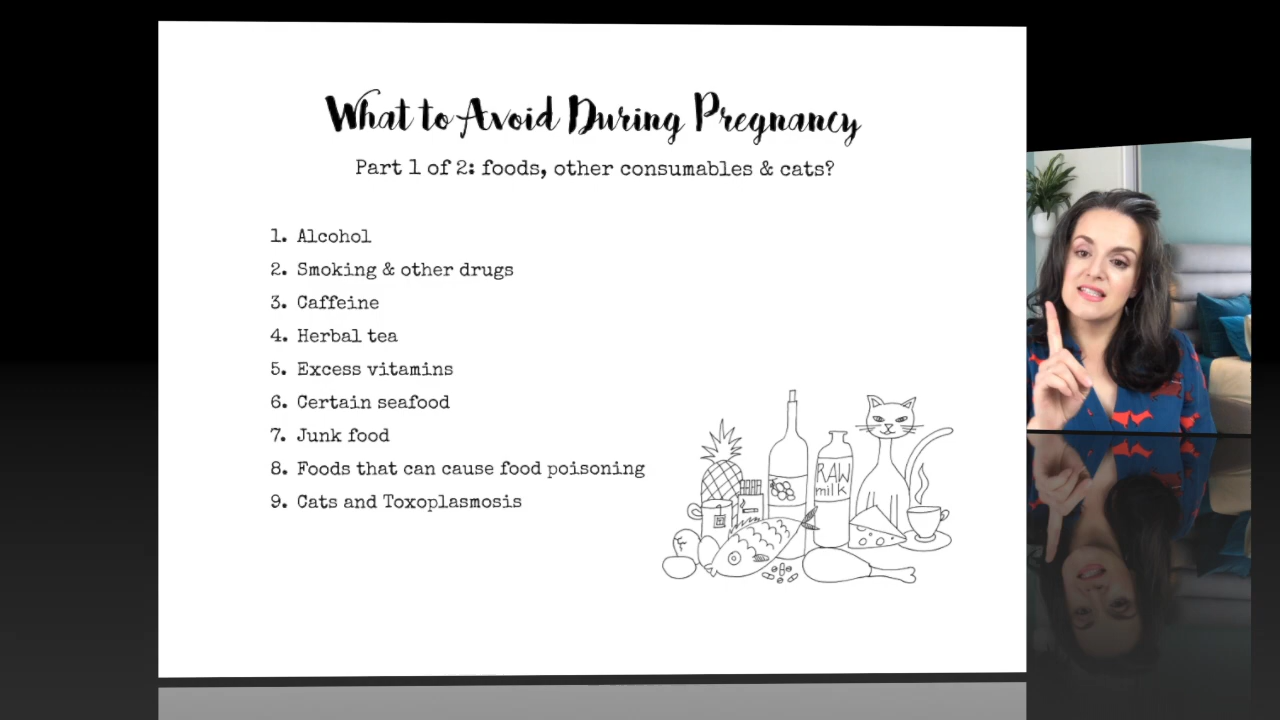 What to Avoid During Pregnancy
Part 1 of 2: foods, other consumables & cats?
1. Alcohol
2. Smoking & other drugs
3. Caffeine
4. Herbal tea
5. Excess vitamins
6. Certain seafood
7. Junk food
8. Foods that can cause food poisoning
9. Cats and Toxoplasmosis
RAW
milk